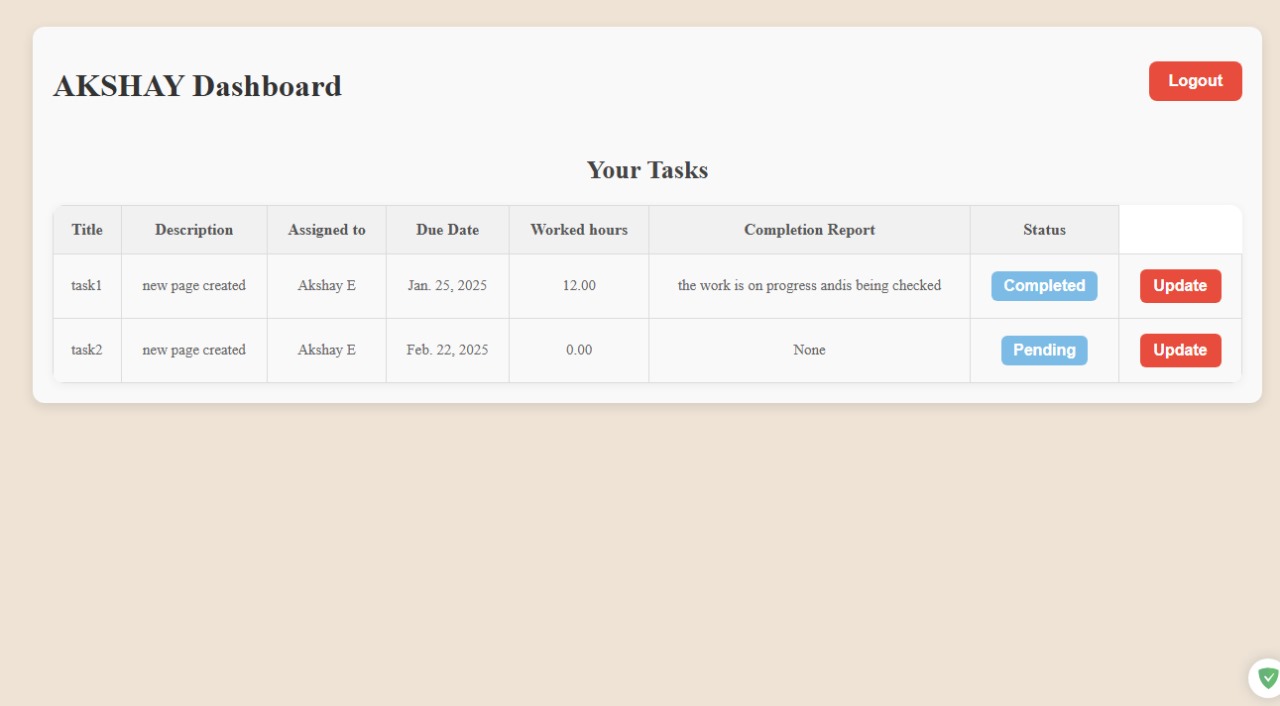 AKSHAY Dashboard
Logout
Your Tasks
Title Description Assigned to Due Date Worked hours Completion Report Status
task1 new page created Akshay E Jan. 25, 2025 12.00 the work is on progress andis being checked Completed Update
task2 new page created Akshay E Feb. 22, 2025 0.00 None Pending Update